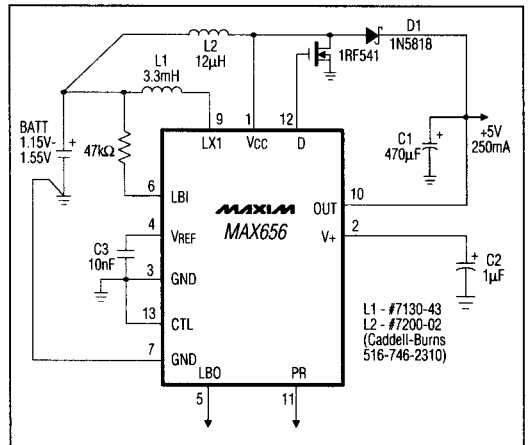 D1
1N5818
L2
12µH
1RF541
L1
3.3mH
9
1
12
LX1
VCC
D
BATT
1.15V-
1.55V
+
47kΩ
C1
470µF
+
+5V
250mA
6
LBI
MAXIM
MAX656
OUT
10
4
VREF
V+
2
C3
10nF
3
GND
+
C2
1µF
13
CTL
7
GND
L1 - #7130-43
L2 - #7200-02
(Caddell-Burns
516-746-2310)
LBO
PR
5
11